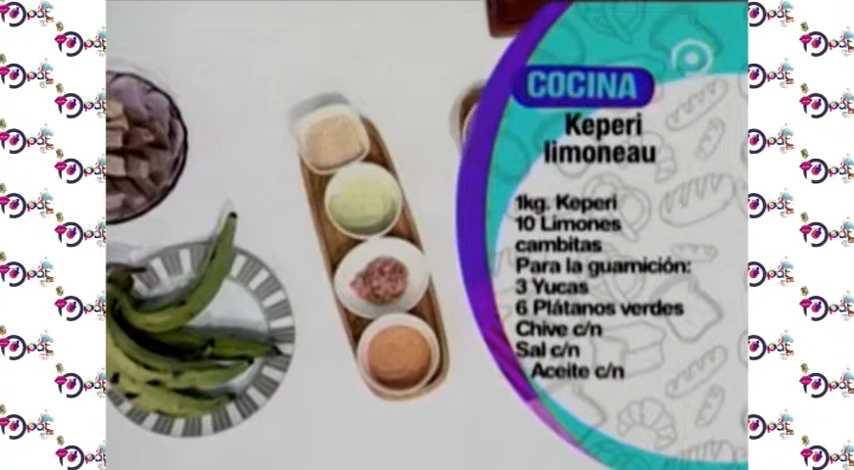 COCINA
Keperi
limoneau
1kg. Keperi
10 Limones
cambitas
Para la guarnición:
3 Yucas
6 Plátanos verdes
Chive c/n
Sal c/n
Aceite c/n